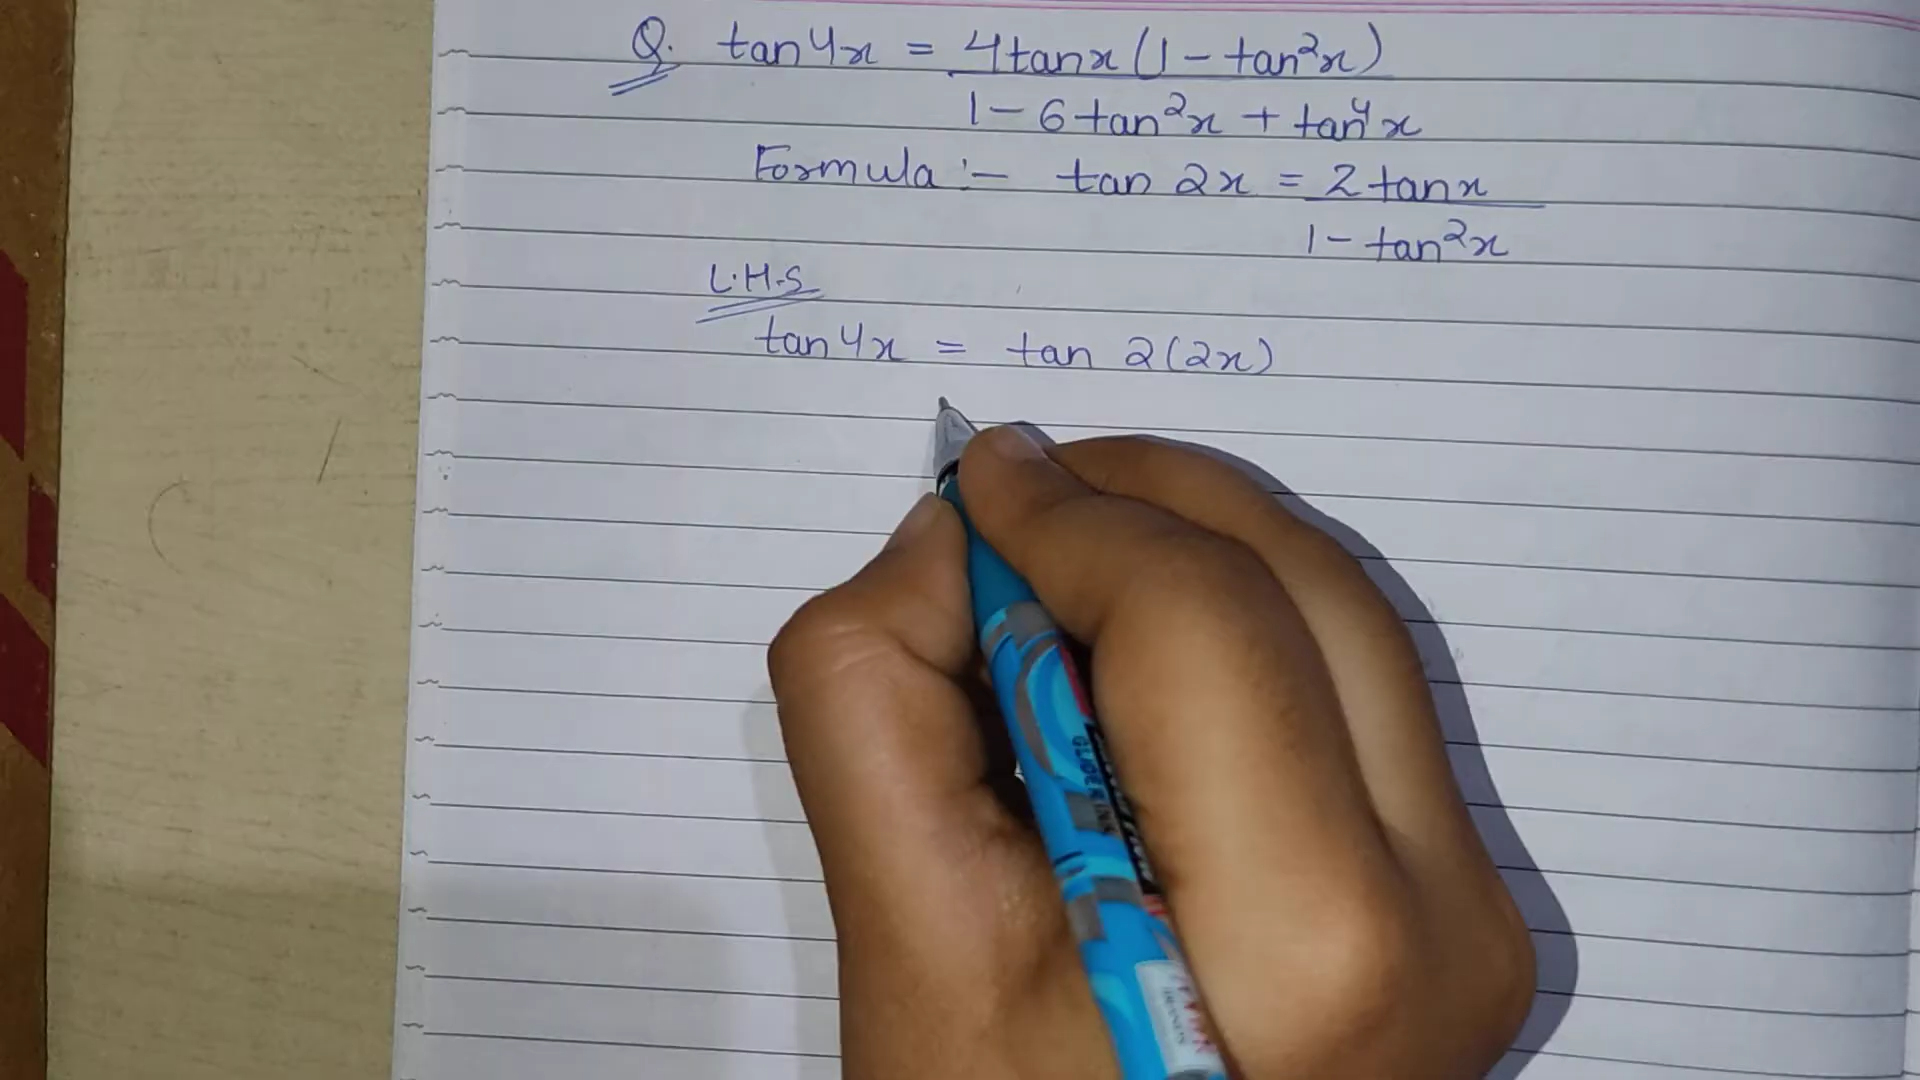 Q. tan4x = 4tanx(1 - tan²x)
1 - 6tan²x + tan⁴x
Formula :- tan 2x = 2tanx
1 - tan²x
L.H.S
tan4x = tan 2(2x)